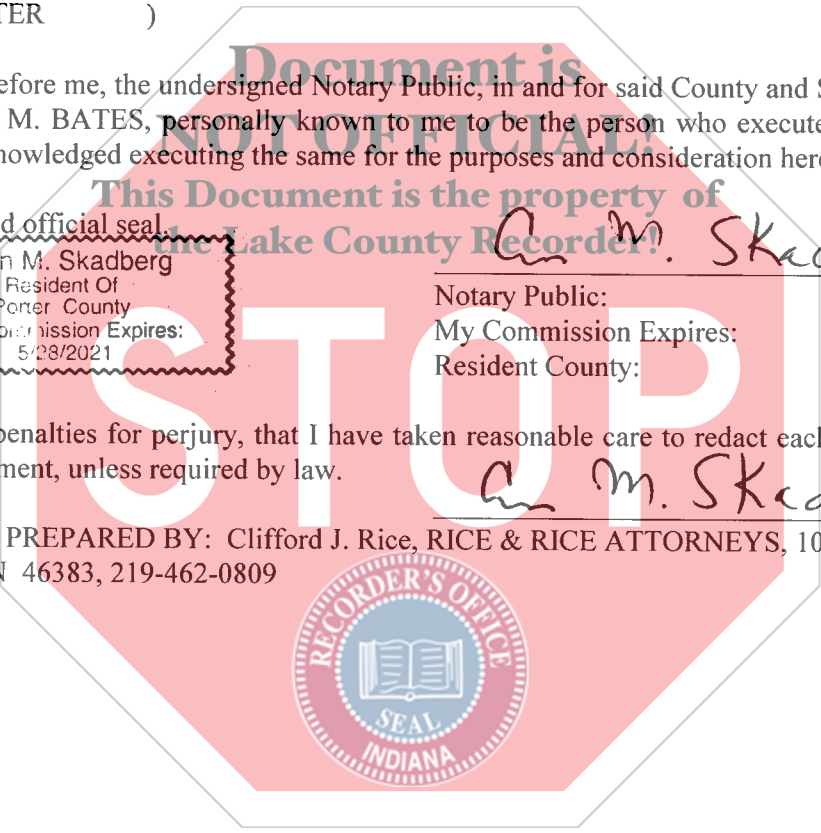 TER )
Document is
efore me, the undersigned Notary Public, in and for said County and S
M. BATES, personally known to me to be the person who execute
NOT OFFICIAL!
nowledged executing the same for the purposes and consideration here
This Document is the property of
d official seal.
the Lake County Recorder!
n M. Skadberg
Resident Of
Porter County
ommission Expires:
5/28/2021
Notary Public:
My Commission Expires:
Resident County:
STOP
penalties for perjury, that I have taken reasonable care to redact each
ment, unless required by law.
PREPARED BY: Clifford J. Rice, RICE & RICE ATTORNEYS, 10
N 46383, 219-462-0809
RECORDER'S OFFICE
SEAL
INDIANA